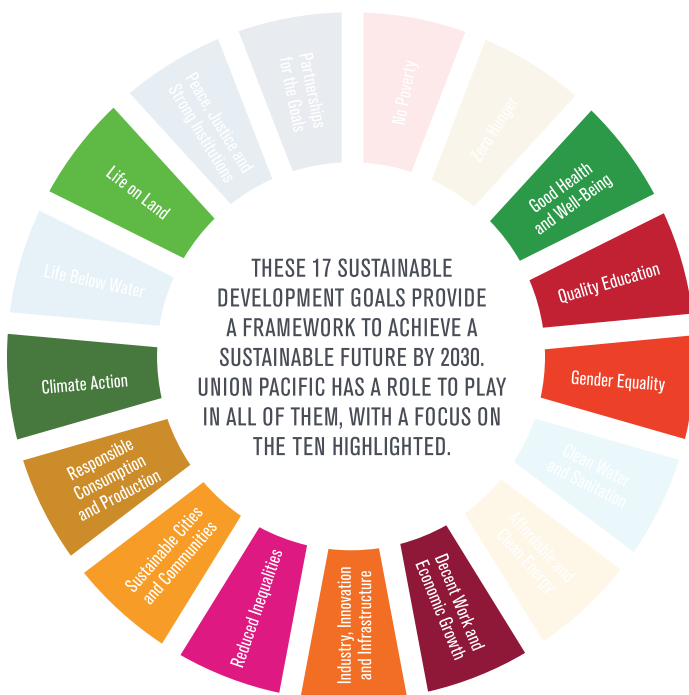 No Poverty
Zero Hunger
Good Health
and Well-Being
Quality Education
Gender Equality
Clean Water
and Sanitation
Affordable and
Clean Energy
Decent Work and
Economic Growth
Industry, Innovation
and Infrastructure
Reduced Inequalities
Sustainable Cities
and Communities
Responsible
Consumption
and Production
Climate Action
Life Below Water
Life on Land
Peace, Justice and
Strong Institutions
Partnerships
for the Goals
THESE 17 SUSTAINABLE
DEVELOPMENT GOALS PROVIDE
A FRAMEWORK TO ACHIEVE A
SUSTAINABLE FUTURE BY 2030.
UNION PACIFIC HAS A ROLE TO PLAY
IN ALL OF THEM, WITH A FOCUS ON
THE TEN HIGHLIGHTED.